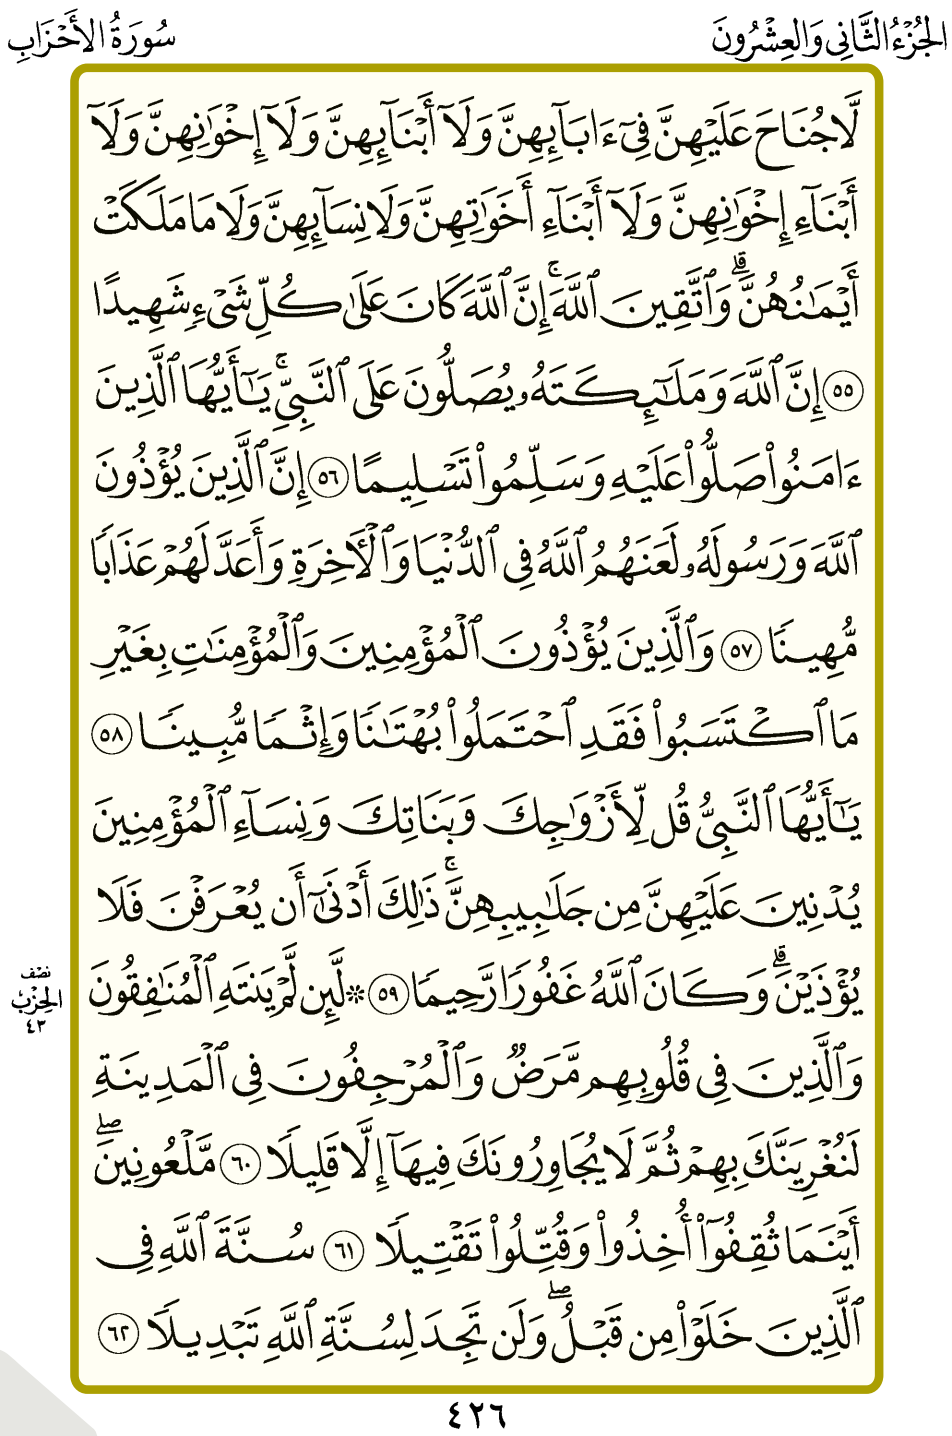 الجُزْءُ الثَّانِي وَالعِشْرُونَ
سُورَةُ الأَحْزَابِ
لَّا جُنَاحَ عَلَيْهِنَّ فِىٓ ءَابَآئِهِنَّ وَلَآ أَبْنَآئِهِنَّ وَلَآ إِخْوَٰنِهِنَّ وَلَآ
أَبْنَآءِ إِخْوَٰنِهِنَّ وَلَآ أَبْنَآءِ أَخَوَٰتِهِنَّ وَلَا نِسَآئِهِنَّ وَلَا مَا مَلَكَتْ
أَيْمَٰنُهُنَّۗ وَٱتَّقِينَ ٱللَّهَۚ إِنَّ ٱللَّهَ كَانَ عَلَىٰ كُلِّ شَىْءٍ شَهِيدًا
٥٥ إِنَّ ٱللَّهَ وَمَلَٰٓئِكَتَهُۥ يُصَلُّونَ عَلَى ٱلنَّبِىِّۚ يَٰٓأَيُّهَا ٱلَّذِينَ
ءَامَنُوا۟ صَلُّوا۟ عَلَيْهِ وَسَلِّمُوا۟ تَسْلِيمًا ٥٦ إِنَّ ٱلَّذِينَ يُؤْذُونَ
ٱللَّهَ وَرَسُولَهُۥ لَعَنَهُمُ ٱللَّهُ فِى ٱلدُّنْيَا وَٱلْءَاخِرَةِ وَأَعَدَّ لَهُمْ عَذَابًا
مُّهِينًا ٥٧ وَٱلَّذِينَ يُؤْذُونَ ٱلْمُؤْمِنِينَ وَٱلْمُؤْمِنَٰتِ بِغَيْرِ
مَا ٱكْتَسَبُوا۟ فَقَدِ ٱحْتَمَلُوا۟ بُهْتَٰنًا وَإِثْمًا مُّبِينًا ٥٨
يَٰٓأَيُّهَا ٱلنَّبِىُّ قُل لِّأَزْوَٰجِكَ وَبَنَاتِكَ وَنِسَآءِ ٱلْمُؤْمِنِينَ
يُدْنِينَ عَلَيْهِنَّ مِن جَلَٰبِيبِهِنَّۚ ذَٰلِكَ أَدْنَىٰٓ أَن يُعْرَفْنَ فَلَا
يُؤْذَيْنَۗ وَكَانَ ٱللَّهُ غَفُورًا رَّحِيمًا ٥٩ * لَّئِن لَّمْ يَنتَهِ ٱلْمُنَٰفِقُونَ
نصْف
الحِزْب
٤٣
وَٱلَّذِينَ فِى قُلُوبِهِم مَّرَضٌ وَٱلْمُرْجِفُونَ فِى ٱلْمَدِينَةِ
لَنُغْرِيَنَّكَ بِهِمْ ثُمَّ لَا يُجَاوِرُونَكَ فِيهَآ إِلَّا قَلِيلًا ٦٠ مَّلْعُونِينَۖ
أَيْنَمَا ثُقِفُوٓا۟ أُخِذُوا۟ وَقُتِّلُوا۟ تَقْتِيلًا ٦١ سُنَّةَ ٱللَّهِ فِى
ٱلَّذِينَ خَلَوْا۟ مِن قَبْلُۖ وَلَن تَجِدَ لِسُنَّةِ ٱللَّهِ تَبْدِيلًا ٦٢
٤٢٦